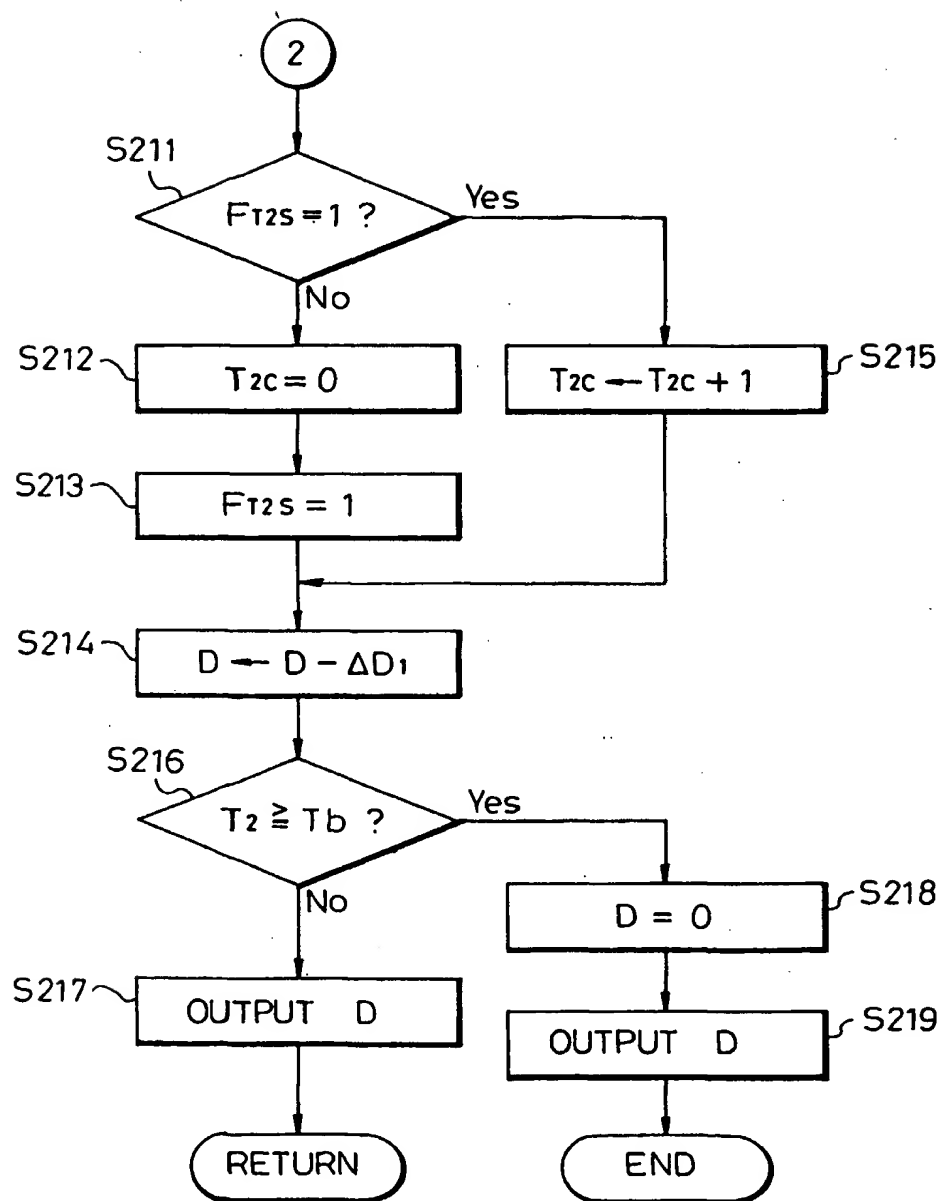 2
S211
FT2S = 1 ?
Yes
No
S212
T2C = 0
T2C ← T2C + 1
S215
S213
FT2S = 1
S214
D ← D − ΔD1
S216
T2 ≧ Tb ?
Yes
No
D = 0
S218
S217
OUTPUT D
OUTPUT D
S219
RETURN
END